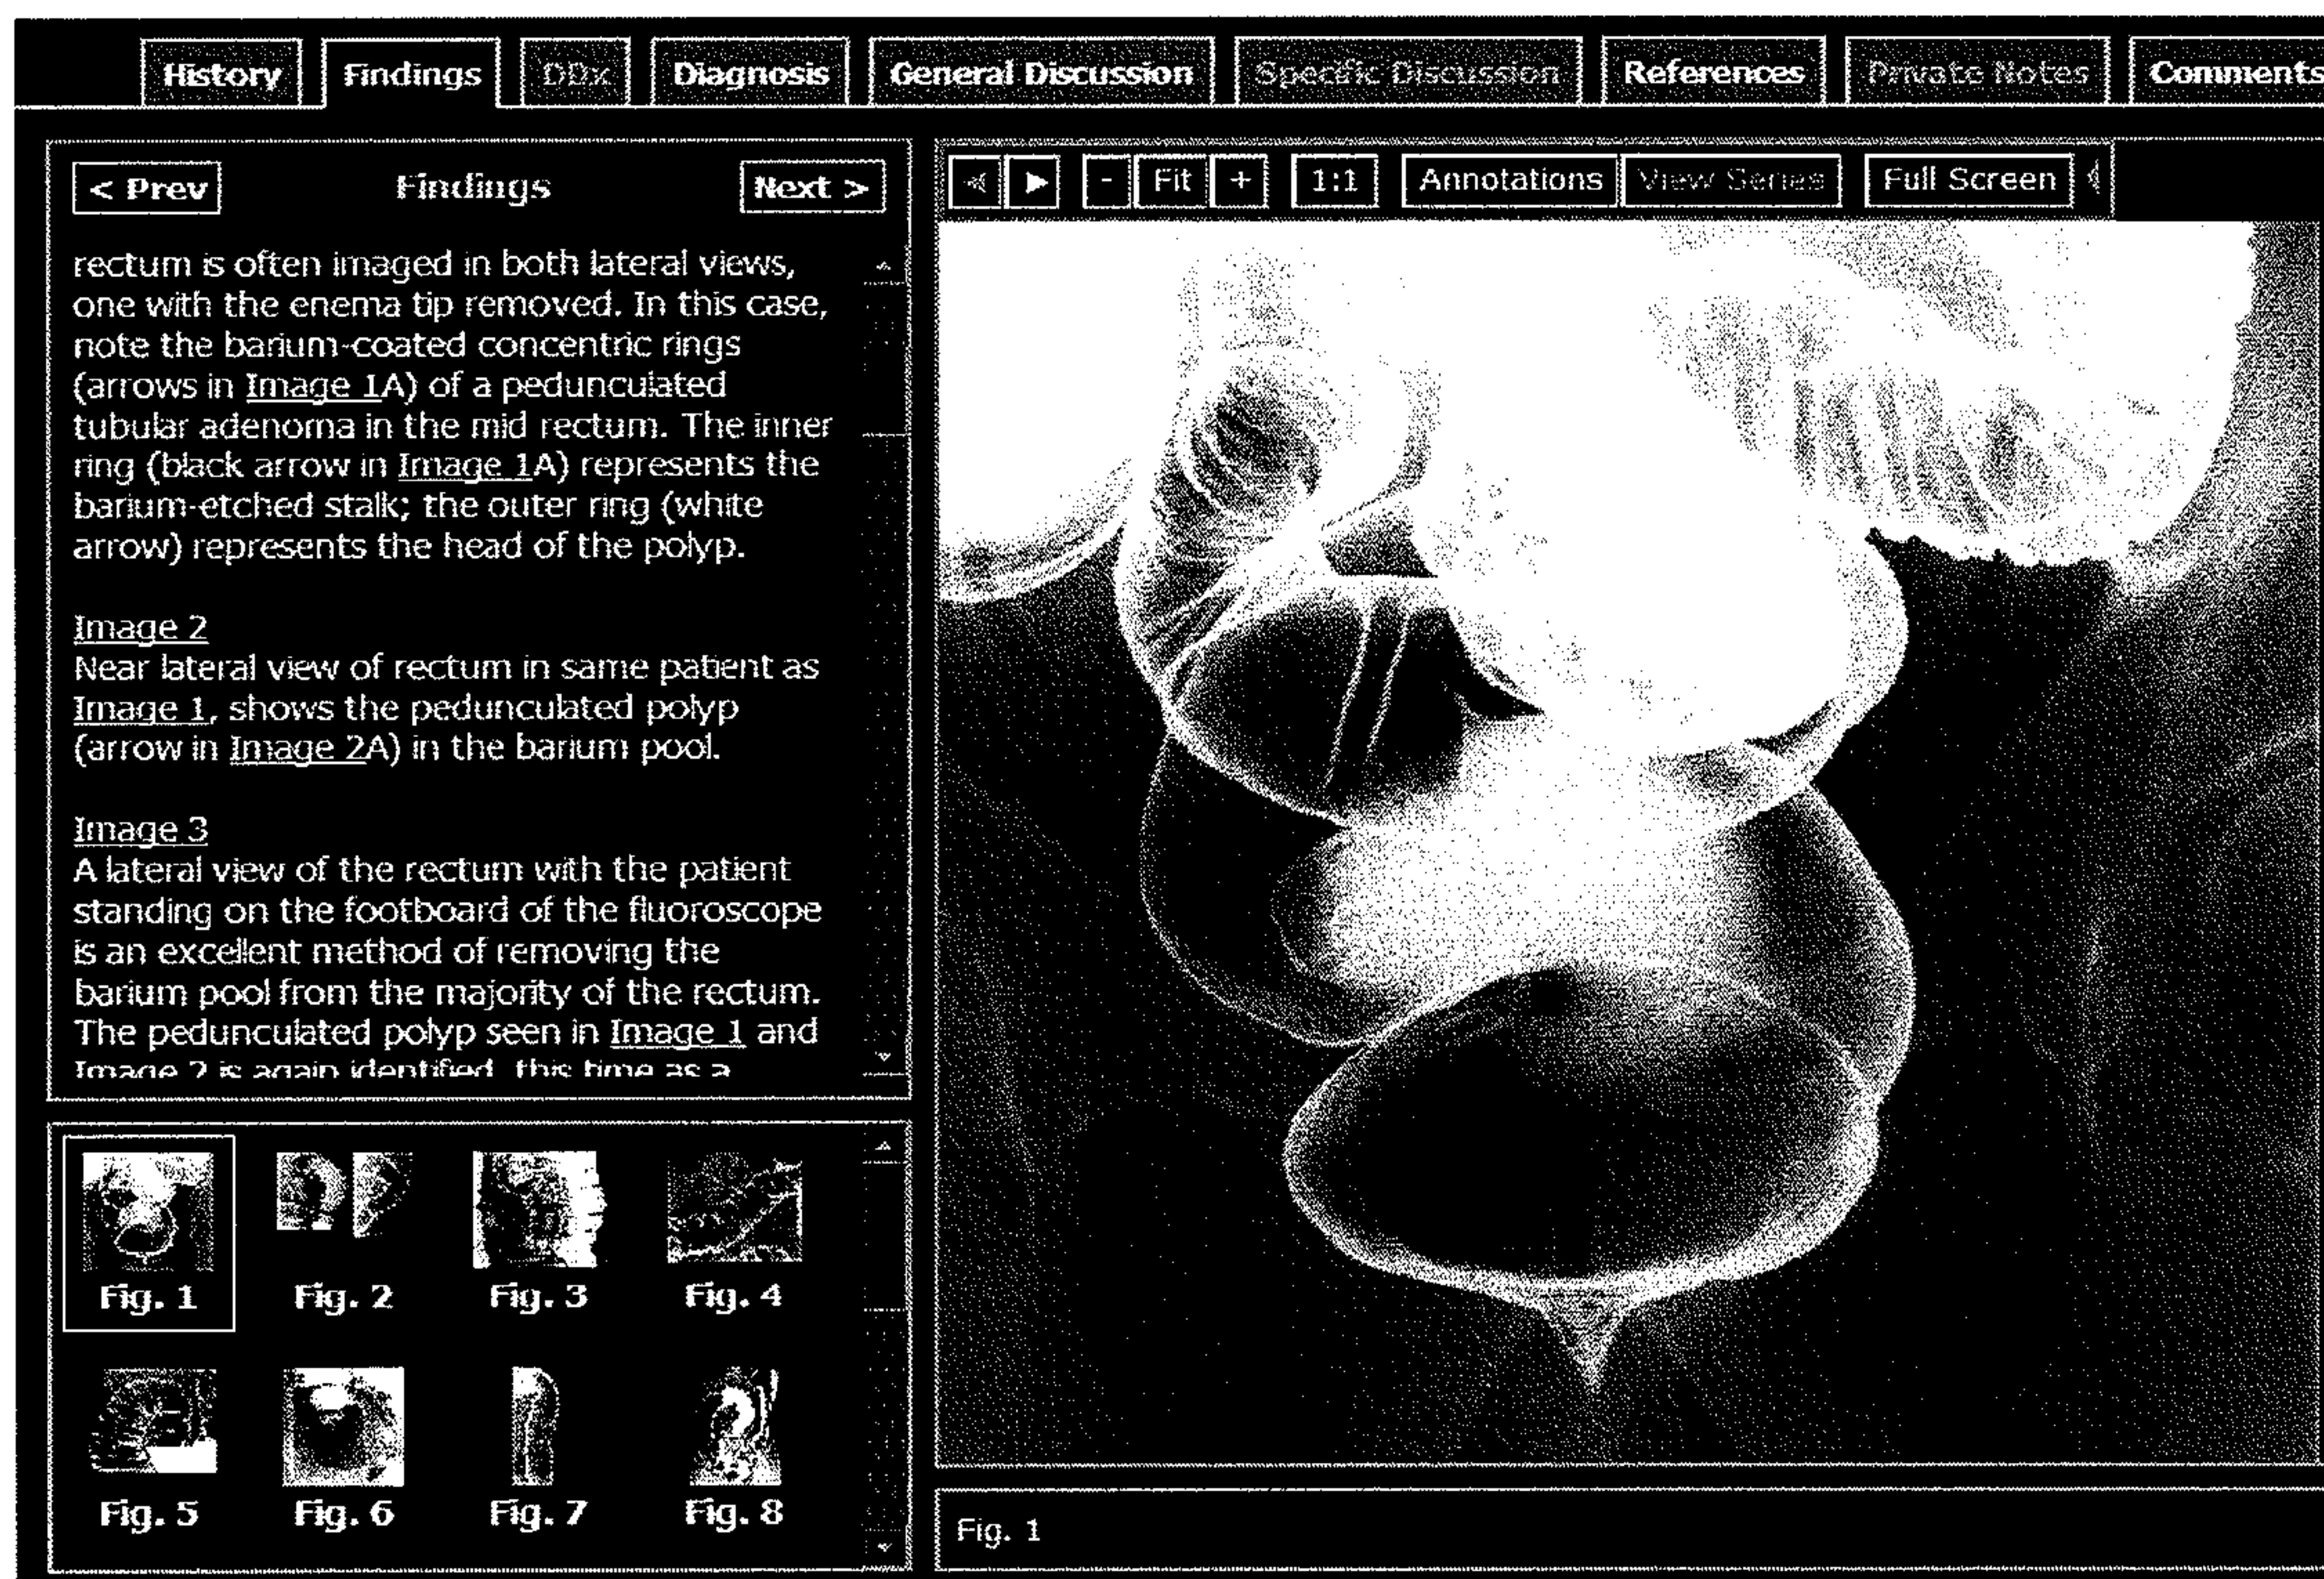 History Findings DDx Diagnosis General Discussion Specific Discussion References Private Notes Comments
< Prev Findings Next >
rectum is often imaged in both lateral views,
one with the enema tip removed. In this case,
note the barium-coated concentric rings
(arrows in Image 1A) of a pedunculated
tubular adenoma in the mid rectum. The inner
ring (black arrow in Image 1A) represents the
barium-etched stalk; the outer ring (white
arrow) represents the head of the polyp.
Image 2
Near lateral view of rectum in same patient as
Image 1, shows the pedunculated polyp
(arrow in Image 2A) in the barium pool.
Image 3
A lateral view of the rectum with the patient
standing on the footboard of the fluoroscope
is an excellent method of removing the
barium pool from the majority of the rectum.
The pedunculated polyp seen in Image 1 and
Image 2 is again identified, this time as a
Fig. 1 Fig. 2 Fig. 3 Fig. 4
Fig. 5 Fig. 6 Fig. 7 Fig. 8
- Fit + 1:1 Annotations View Series Full Screen
Fig. 1